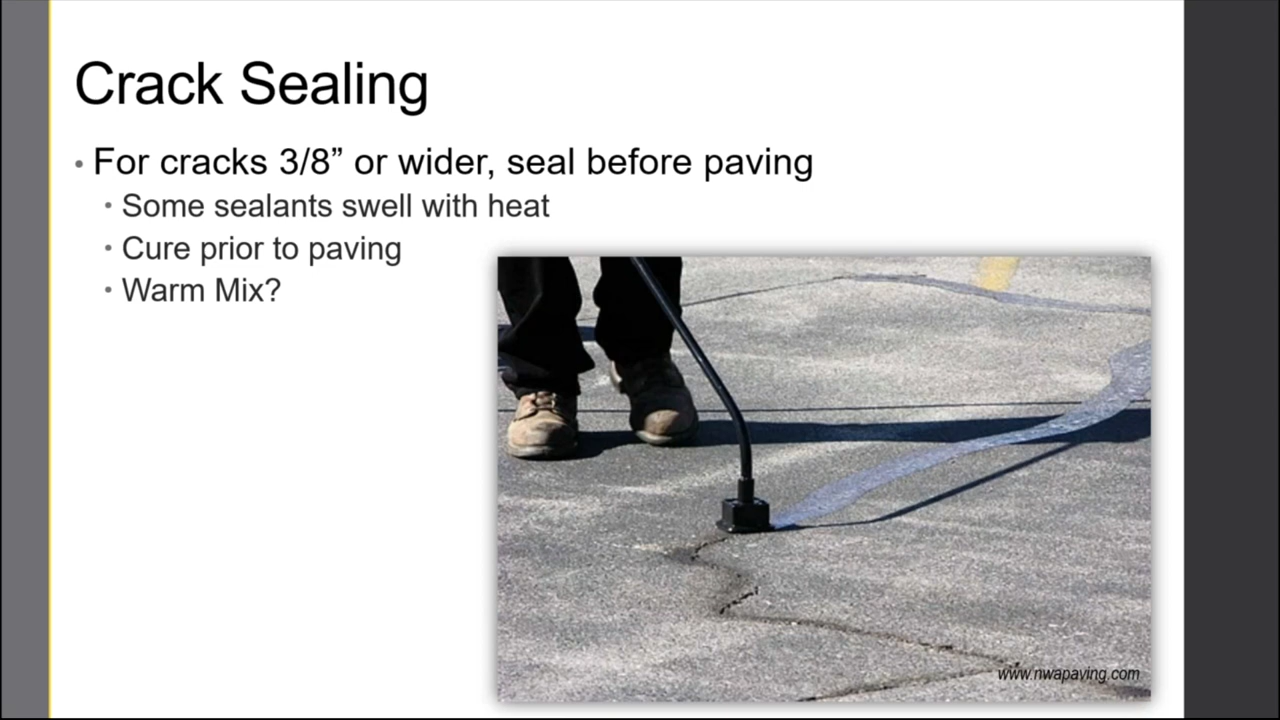 Crack Sealing
• For cracks 3/8” or wider, seal before paving
• Some sealants swell with heat
• Cure prior to paving
• Warm Mix?
www.nwapaving.com